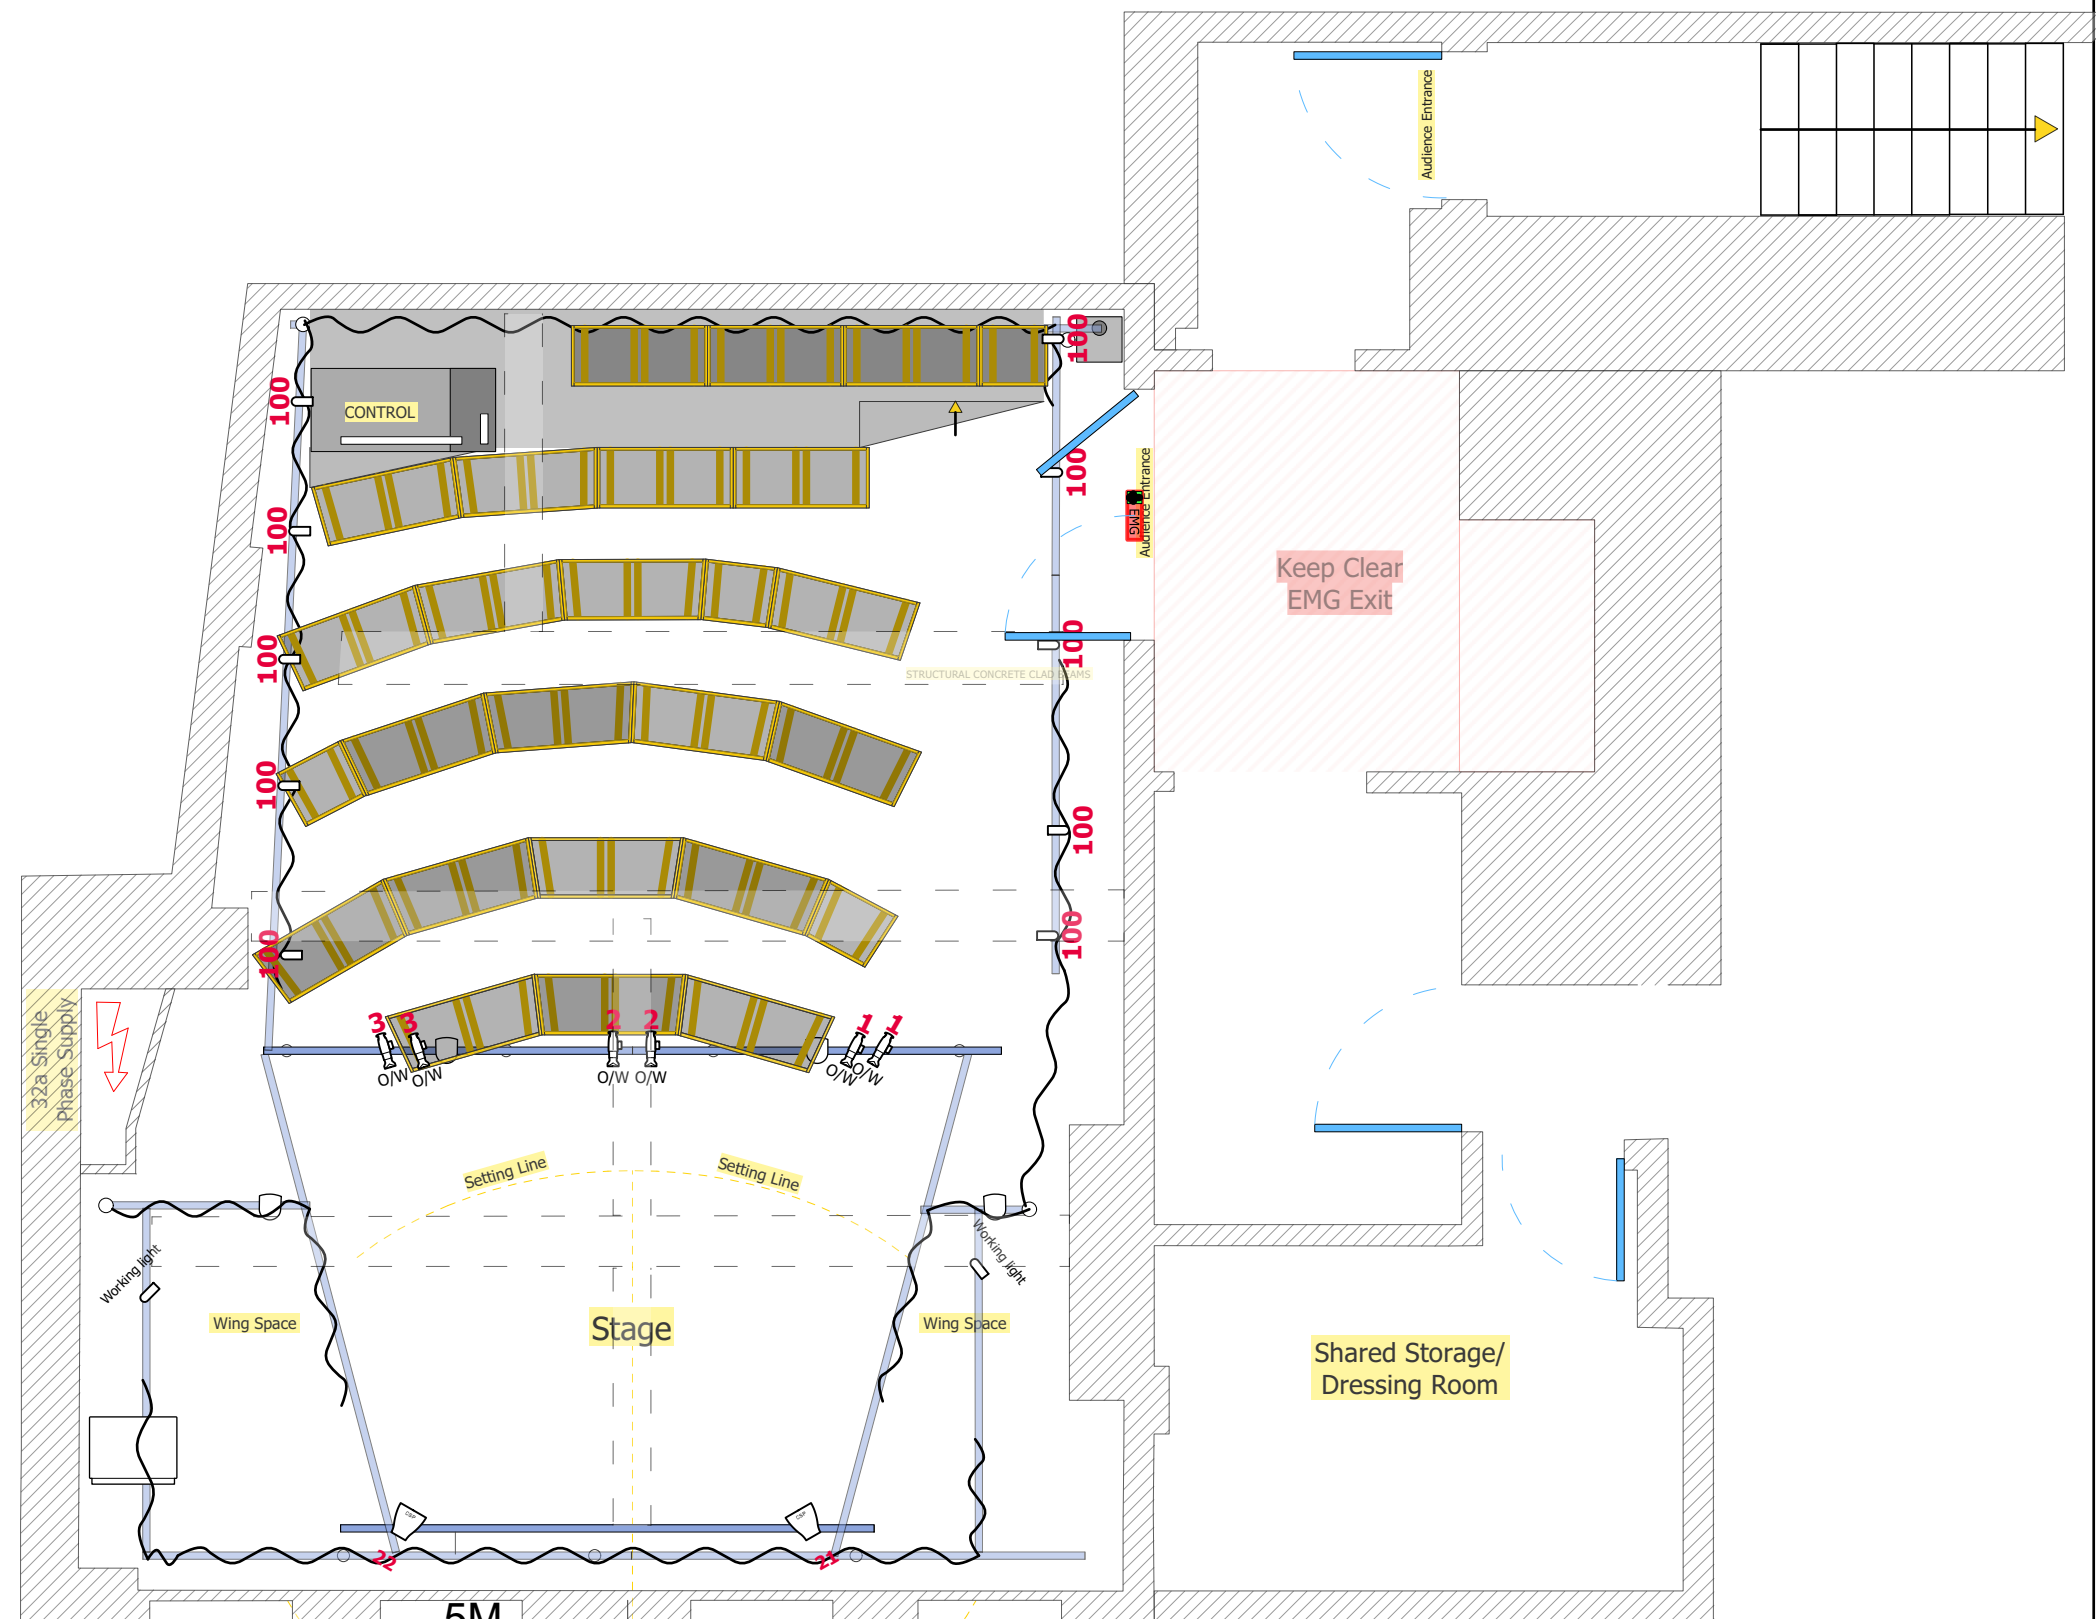 Audience Entrance
100
100
CONTROL
100
100
Audience Entrance
EMG
Keep Clear
EMG Exit
100
100
STRUCTURAL CONCRETE CLAD BEAMS
100
100
100
100
32a Single
Phase Supply
3
3
2
2
1
1
O/W
O/W
O/W
O/W
O/W
O/W
Setting Line
Setting Line
Working light
Working light
Wing Space
Stage
Wing Space
Shared Storage/
Dressing Room
CSP
CSP
22
21
5M